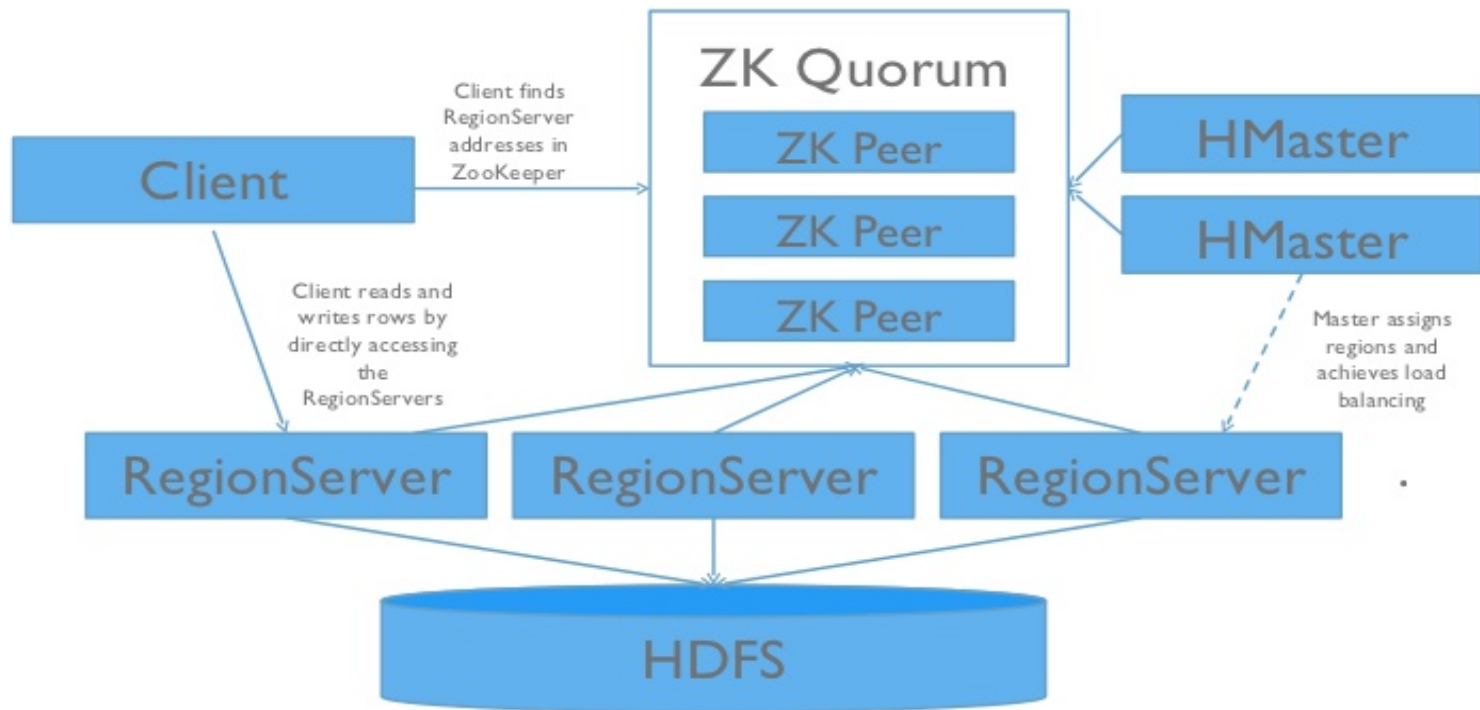 ZK Quorum
Client finds
RegionServer
addresses in
ZooKeeper
ZK Peer
HMaster
Client
ZK Peer
HMaster
ZK Peer
Client reads and
writes rows by
directly accessing
the
RegionServers
Master assigns
regions and
achieves load
balancing
RegionServer
RegionServer
RegionServer
HDFS